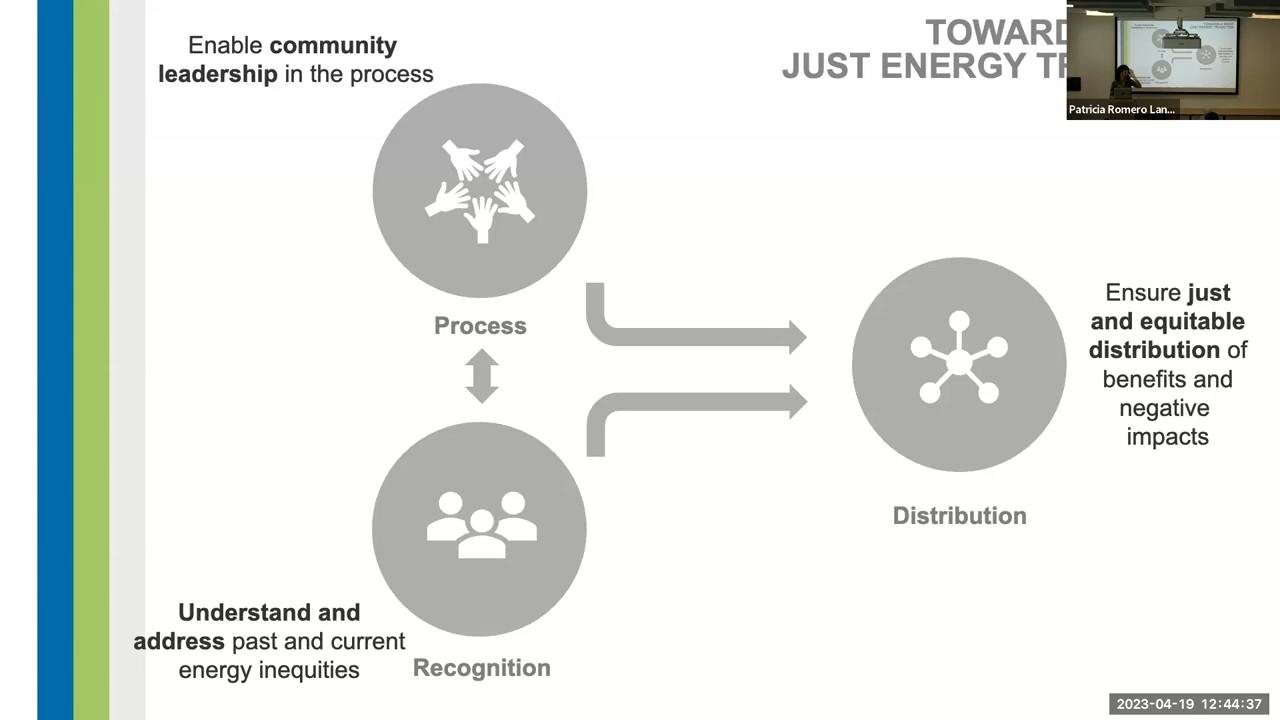 Enable community
leadership in the process
TOWARD
JUST ENERGY
Patricia Romero Lan...
Process
Ensure just
and equitable
distribution of
benefits and
negative
impacts
Distribution
Understand and
address past and current
energy inequities
Recognition
2023-04-19 12:44:37